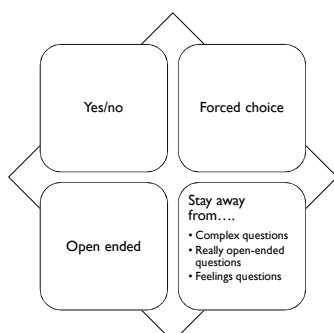 Yes/no
Forced choice
Open ended
Stay away
from….
• Complex questions
• Really open-ended
questions
• Feelings questions